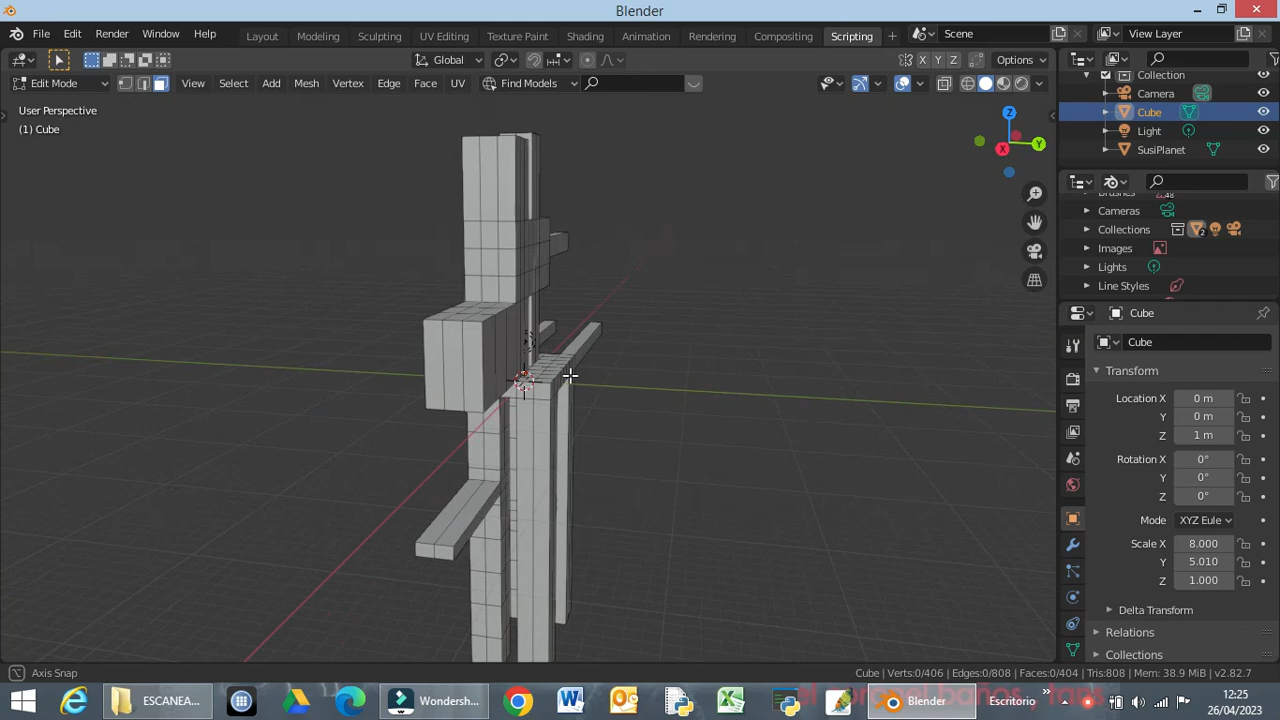 Blender
File Edit Render Window Help Layout Modeling Sculpting UV Editing Texture Paint Shading Animation Rendering Compositing Scripting + Scene View Layer
Global X Y Z Options
Edit Mode View Select Add Mesh Vertex Edge Face UV Find Models
User Perspective
(1) Cube
Z
X
Y
Collection
Camera
Cube
Light
SusiPlanet
Brushes 48
Cameras
Collections 2
Images
Lights
Line Styles
Cube
Cube
Transform
Location X 0 m
Y 0 m
Z 1 m
Rotation X 0°
Y 0°
Z 0°
Mode XYZ Eule
Scale X 8.000
Y 5.010
Z 1.000
Delta Transform
Relations
Collections
Axis Snap Cube | Verts:0/406 | Edges:0/808 | Faces:0/404 | Tris:808 | Mem: 38.9 MiB | v2.82.7
ESCANEA Wondersh... Blender Escritorio
12:25
26/04/2023